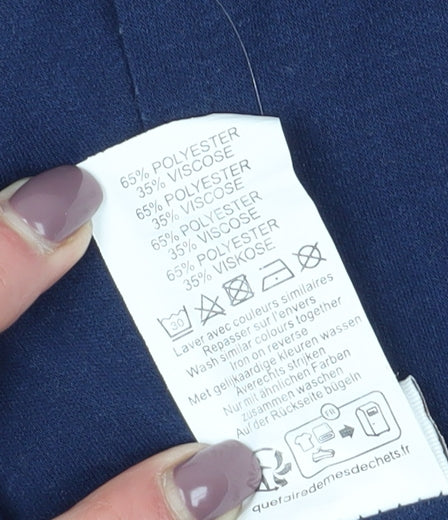 65% POLYESTER
35% VISCOSE
65% POLYESTER
35% VISCOSE
65% POLYESTER
35% VISCOSE
65% POLYESTER
35% VISKOSE
30
Laver avec couleurs similaires
Repasser sur l'envers
Wash similar colours together
Iron on reverse
Met gelijkaardige kleuren wassen
Averechts strijken
Nur mit ähnlichen Farben
zusammen waschen
Auf der Rückseite bügeln
FR
quefairedemesdechets.fr